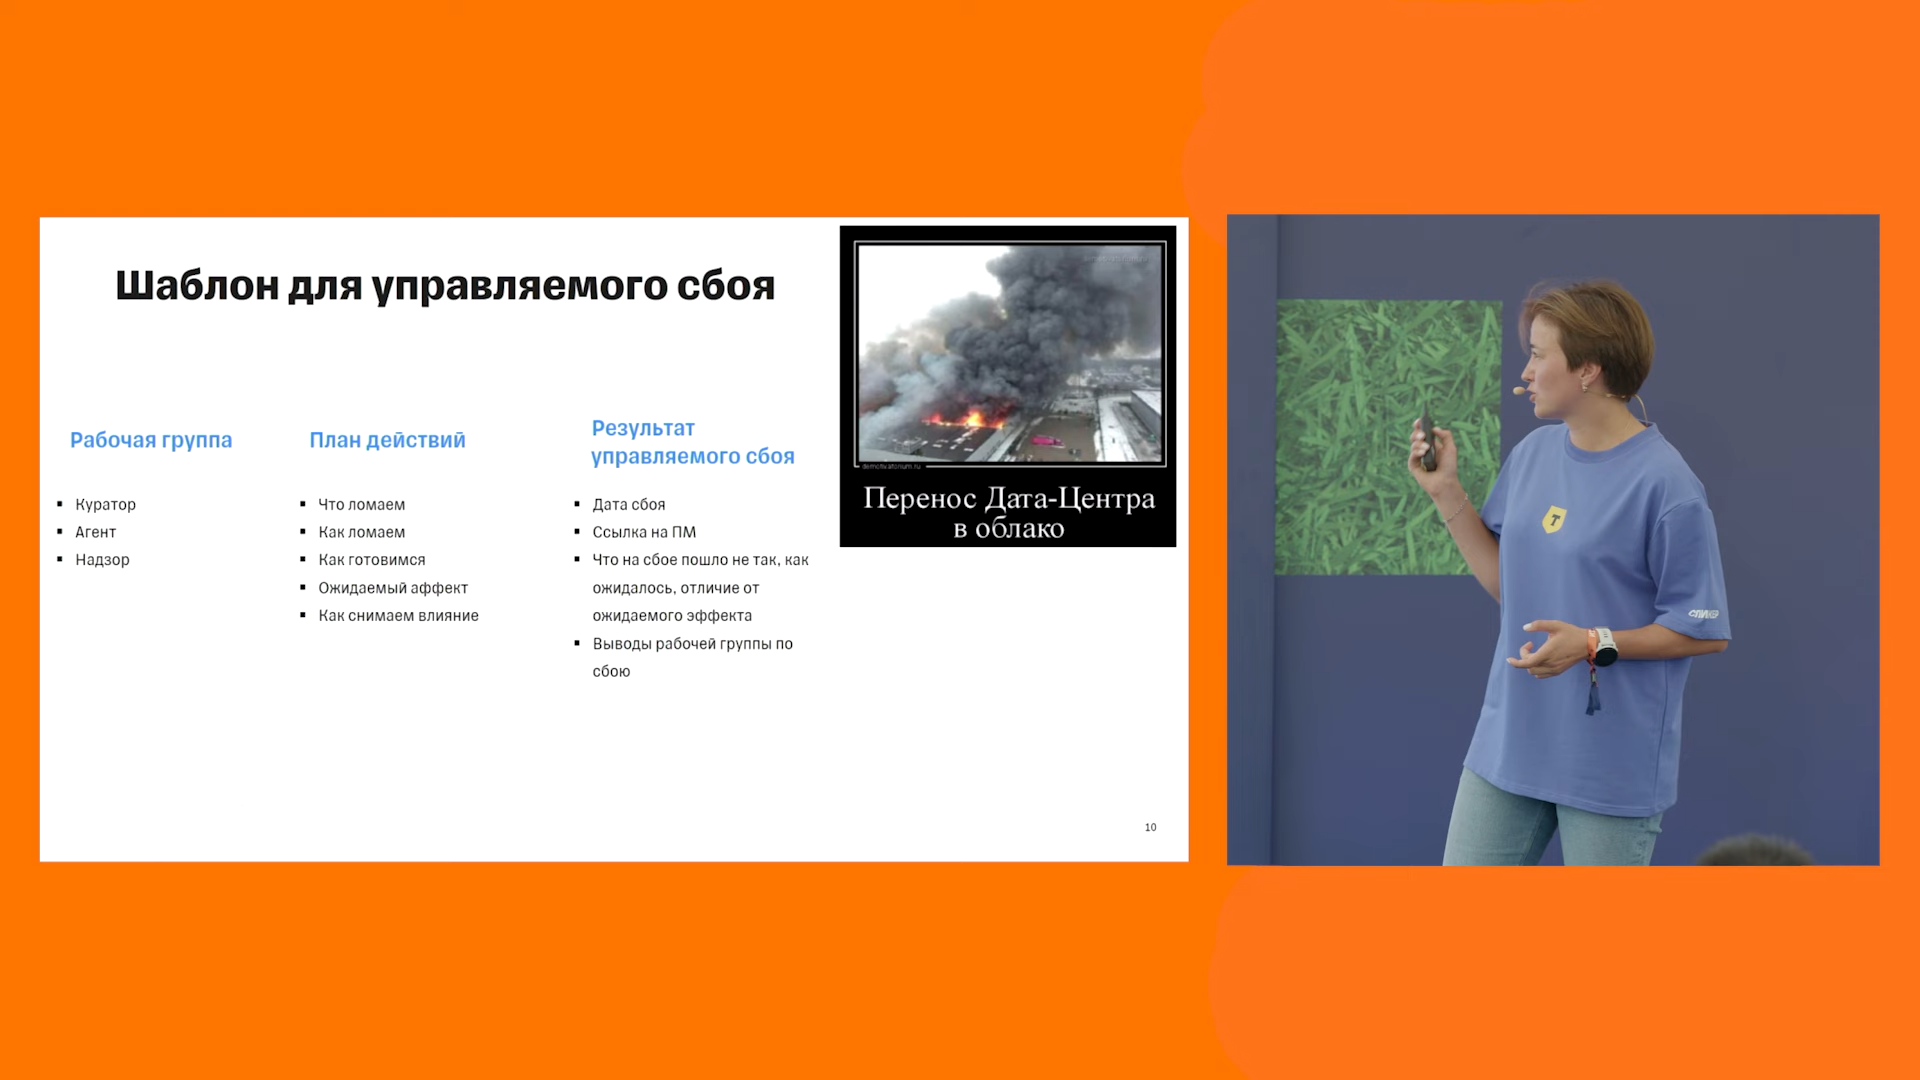 Шаблон для управляемого сбоя
Рабочая группа
Куратор
Агент
Надзор
План действий
Что ломаем
Как ломаем
Как готовимся
Ожидаемый аффект
Как снимаем влияние
Результат
управляемого сбоя
Дата сбоя
Ссылка на ПМ
Что на сбое пошло не так, как
ожидалось, отличие от
ожидаемого эффекта
Выводы рабочей группы по
сбою
demotivatorium.ru
Перенос Дата-Центра
в облако
10
Т